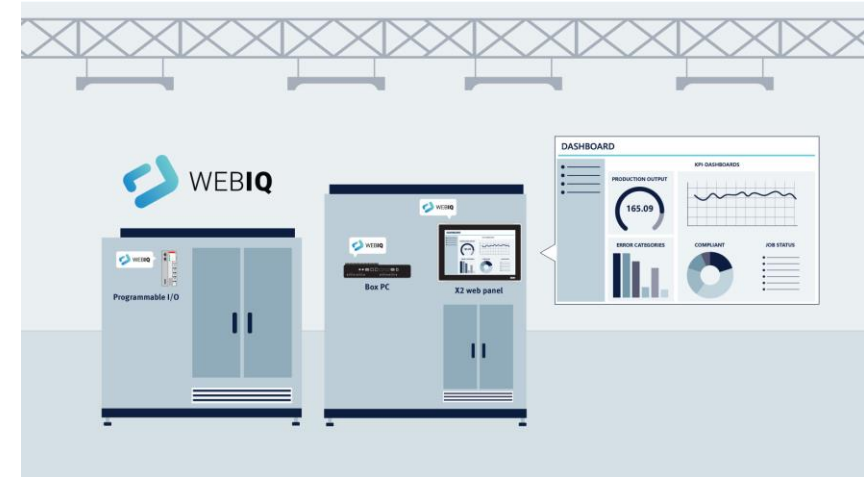 WEBIQ
WEBIQ
Programmable I/O
WEBIQ
Box PC
WEBIQ
X2 web panel
DASHBOARD
KPI-DASHBOARDS
PRODUCTION OUTPUT
165.09
ERROR CATEGORIES
COMPLIANT
JOB STATUS